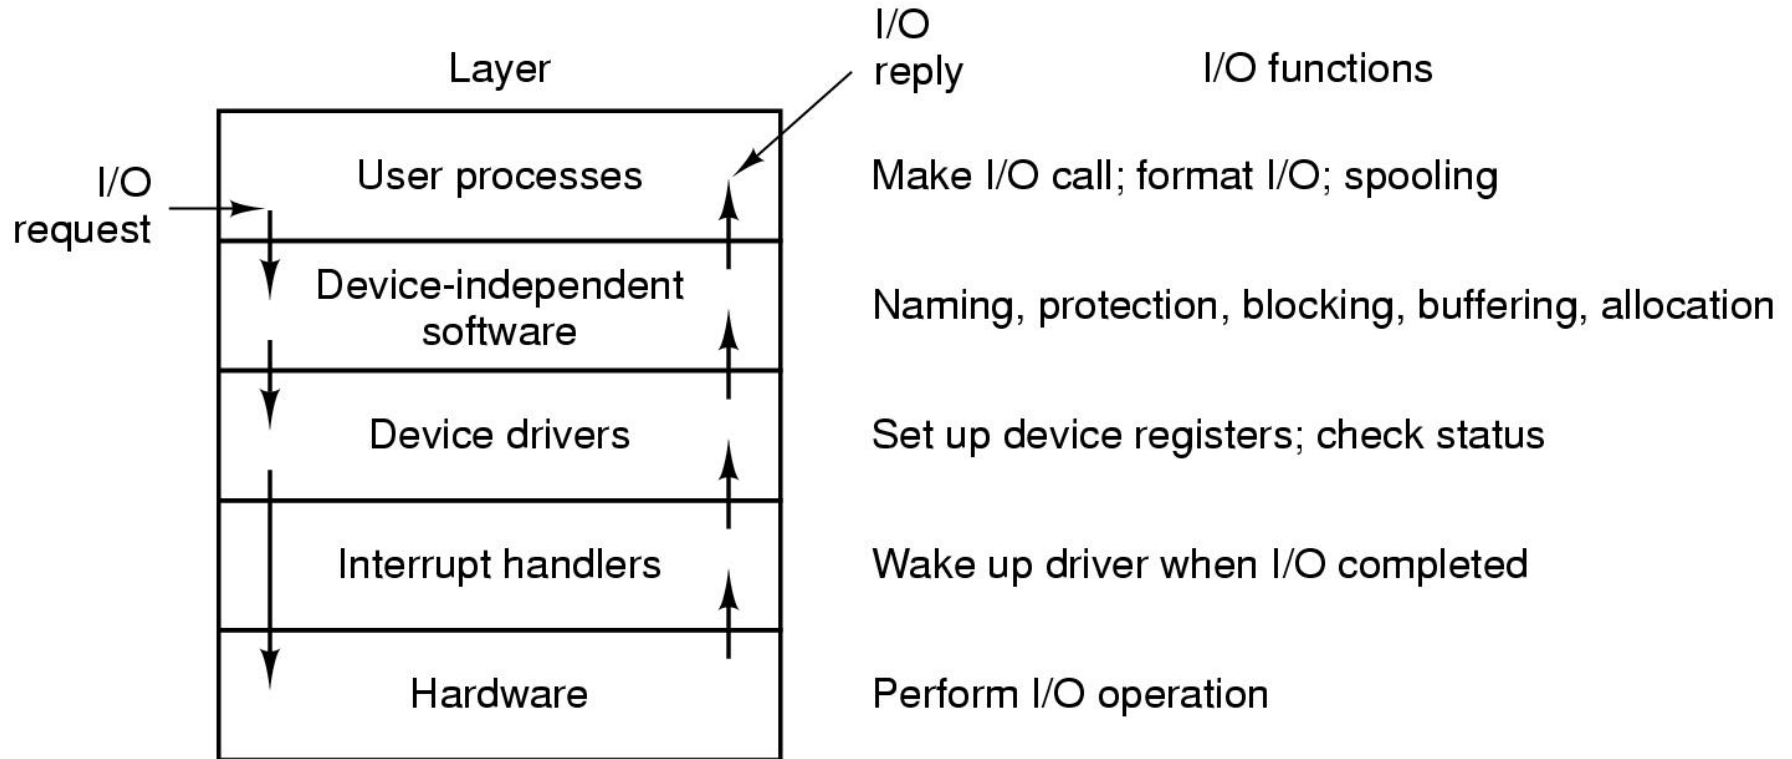 I/O
reply
Layer
I/O functions
I/O
request
User processes
Make I/O call; format I/O; spooling
Device-independent
software
Naming, protection, blocking, buffering, allocation
Device drivers
Set up device registers; check status
Interrupt handlers
Wake up driver when I/O completed
Hardware
Perform I/O operation